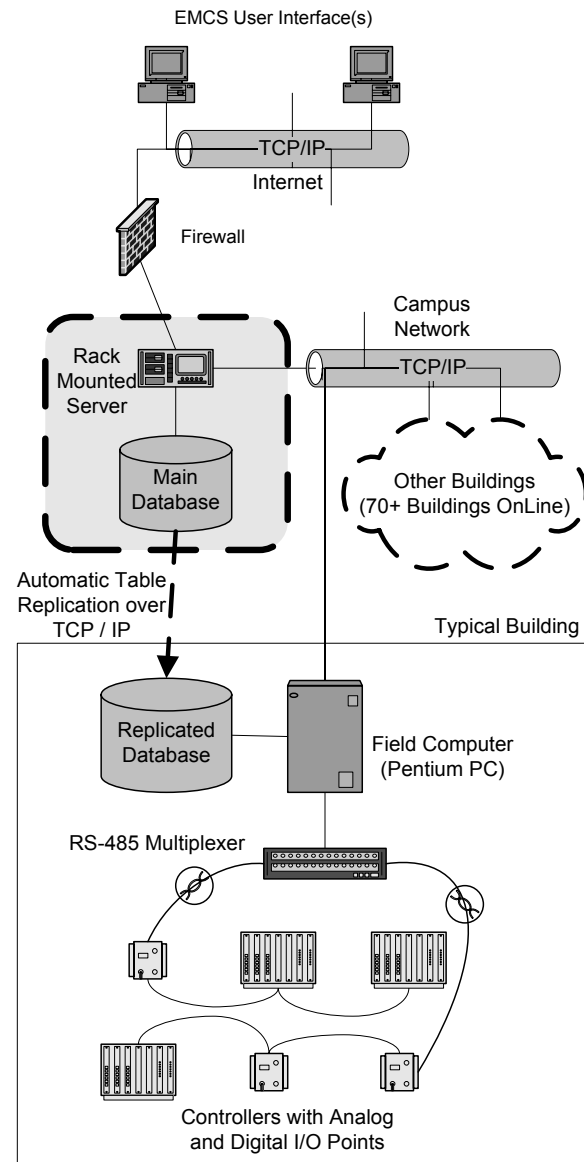 EMCS User Interface(s)
TCP/IP
Internet
Firewall
Campus
Network
Rack
Mounted
Server
TCP/IP
Main
Database
Other Buildings
(70+ Buildings OnLine)
Automatic Table
Replication over
TCP / IP
Typical Building
Replicated
Database
Field Computer
(Pentium PC)
RS-485 Multiplexer
Controllers with Analog
and Digital I/O Points